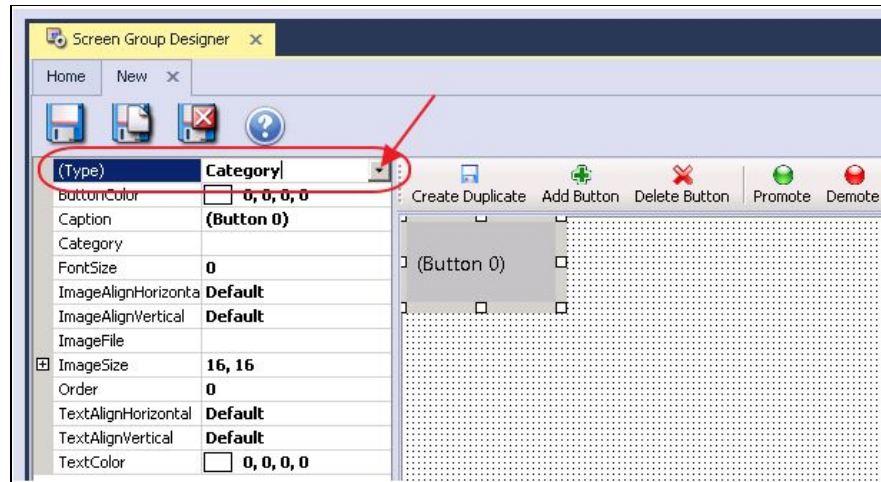 Screen Group Designer
Home New
(Type) Category
ButtonColor 0, 0, 0, 0
Caption (Button 0)
Category
FontSize 0
ImageAlignHorizonta Default
ImageAlignVertical Default
ImageFile
ImageSize 16, 16
Order 0
TextAlignHorizontal Default
TextAlignVertical Default
TextColor 0, 0, 0, 0
Create Duplicate Add Button Delete Button Promote Demote
(Button 0)